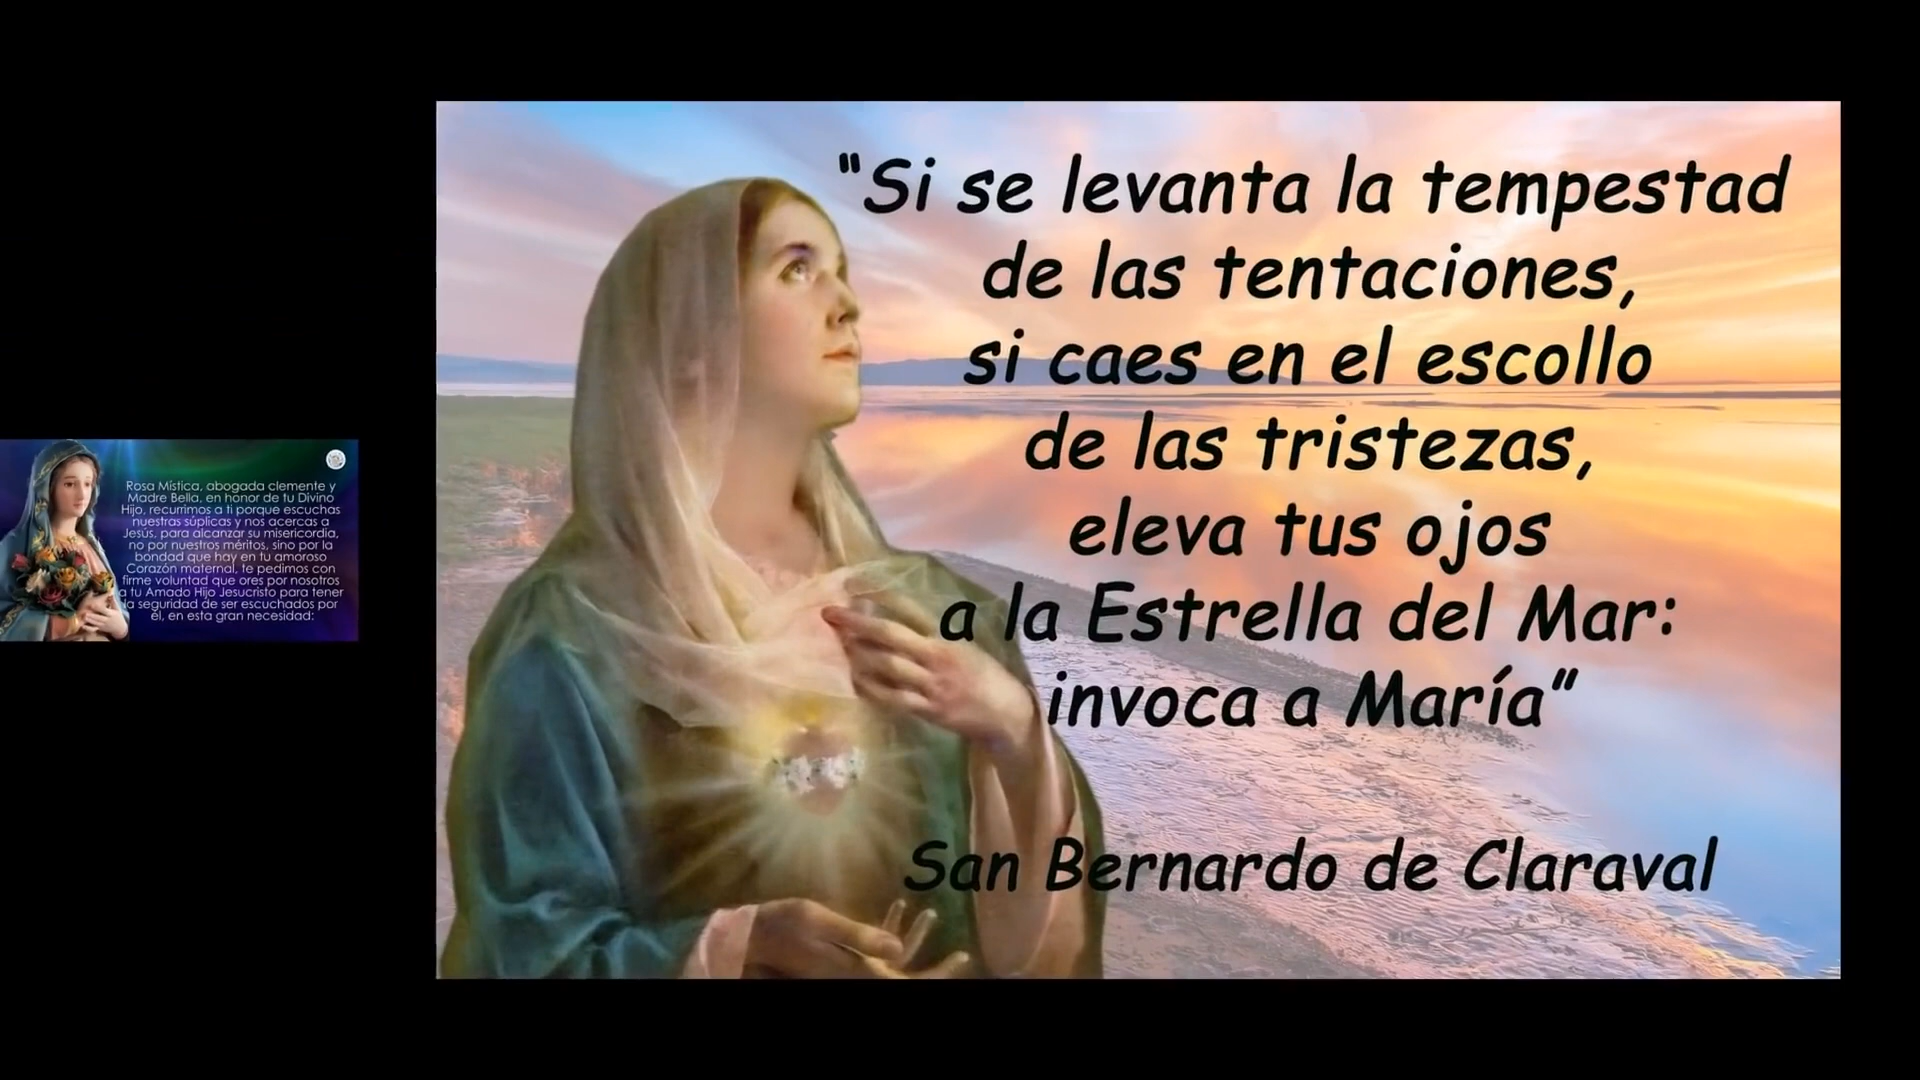 Rosa Mística, abogada clemente y
Madre Bella, en honor de tu Divino
Hijo, recurrimos a ti porque escuchas
nuestras súplicas y nos acercas a
Jesús, para alcanzar su misericordia,
no por nuestros méritos, sino por la
bondad que hay en tu amoroso
Corazón maternal, te pedimos con
firme voluntad que ores por nosotros
a tu Amado Hijo Jesucristo para tener
la seguridad de ser escuchados por
él, en esta gran necesidad:
"Si se levanta la tempestad
de las tentaciones,
si caes en el escollo
de las tristezas,
eleva tus ojos
a la Estrella del Mar:
invoca a María"
San Bernardo de Claraval